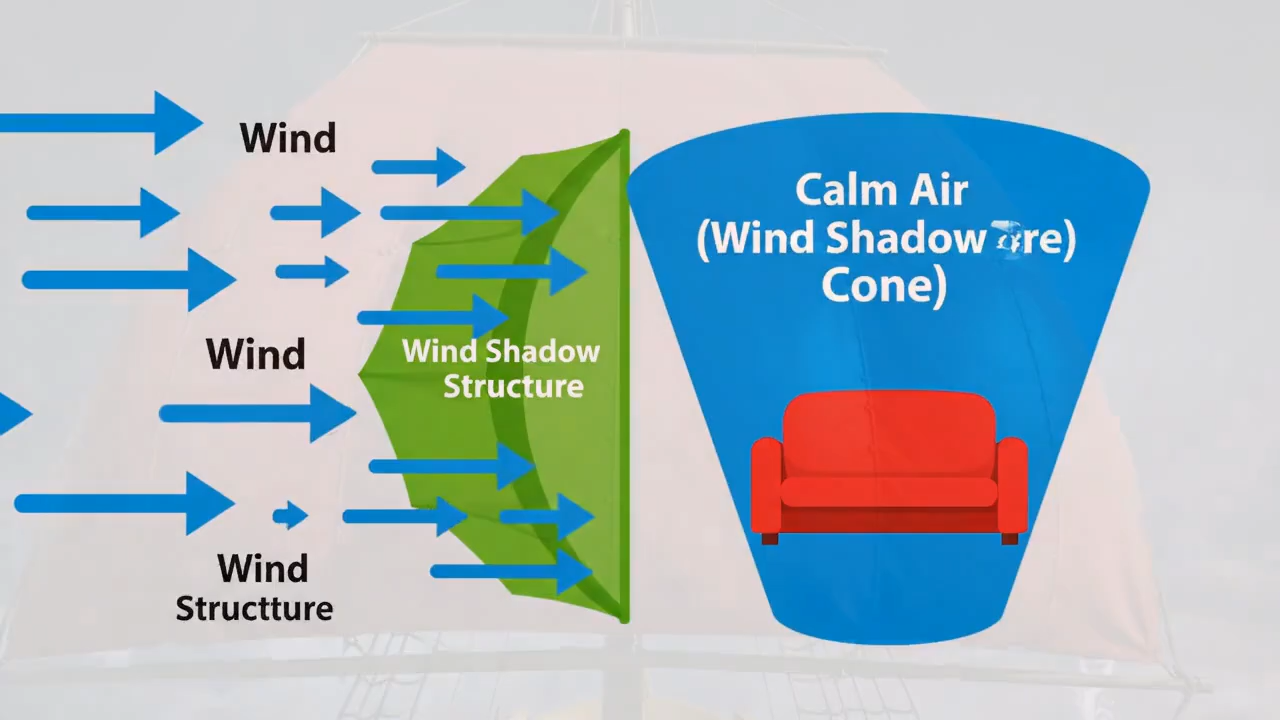 Wind
Calm Air
(Wind Shadow
Cone)
Wind
Wind Shadow
Structure
Wind
Structture